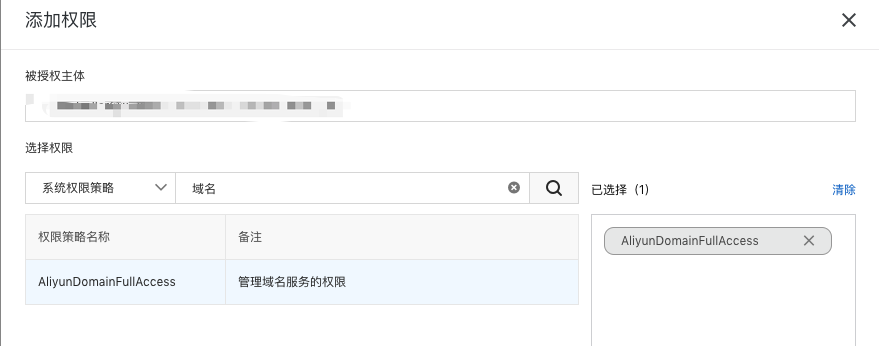 添加权限
被授权主体
选择权限
系统权限策略
域名
已选择（1）
清除
权限策略名称
备注
AliyunDomainFullAccess
AliyunDomainFullAccess
管理域名服务的权限